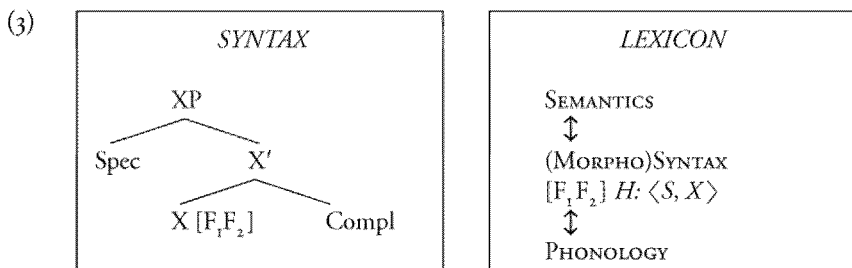 (3)
SYNTAX
XP
Spec X′
X [F₁F₂] Compl
LEXICON
SEMANTICS
↕
(MORPHO)SYNTAX
[F₁F₂] H: ⟨S, X⟩
↕
PHONOLOGY